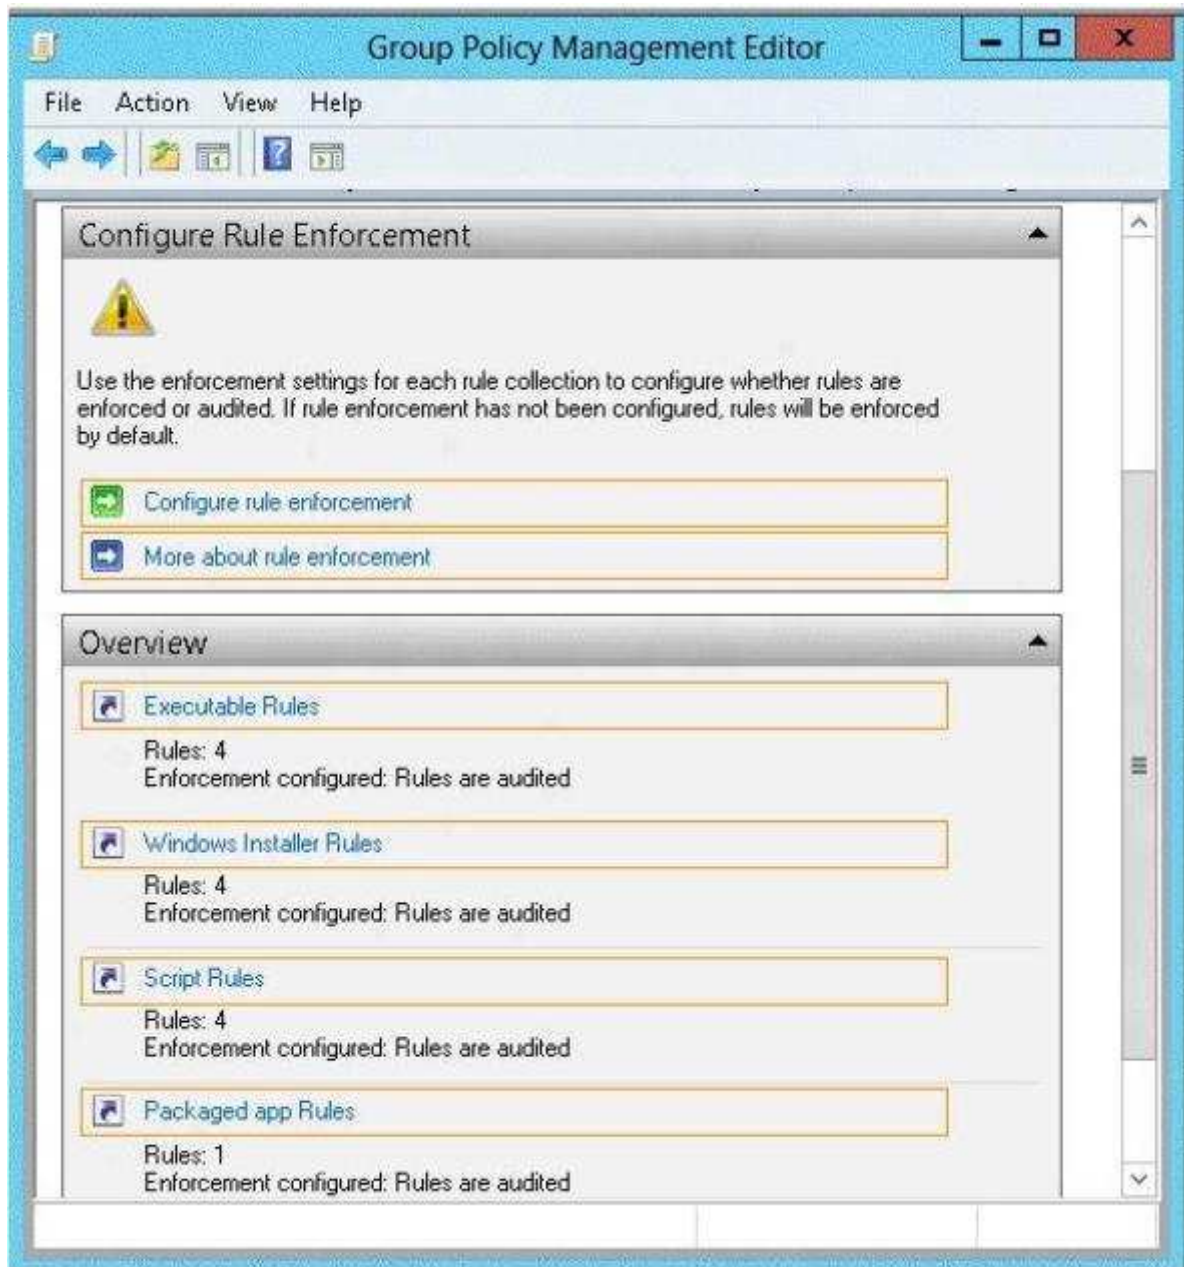 Group Policy Management Editor
File Action View Help
Configure Rule Enforcement
Use the enforcement settings for each rule collection to configure whether rules are
enforced or audited. If rule enforcement has not been configured, rules will be enforced
by default.
Configure rule enforcement
More about rule enforcement
Overview
Executable Rules
Rules: 4
Enforcement configured: Rules are audited
Windows Installer Rules
Rules: 4
Enforcement configured: Rules are audited
Script Rules
Rules: 4
Enforcement configured: Rules are audited
Packaged app Rules
Rules: 1
Enforcement configured: Rules are audited